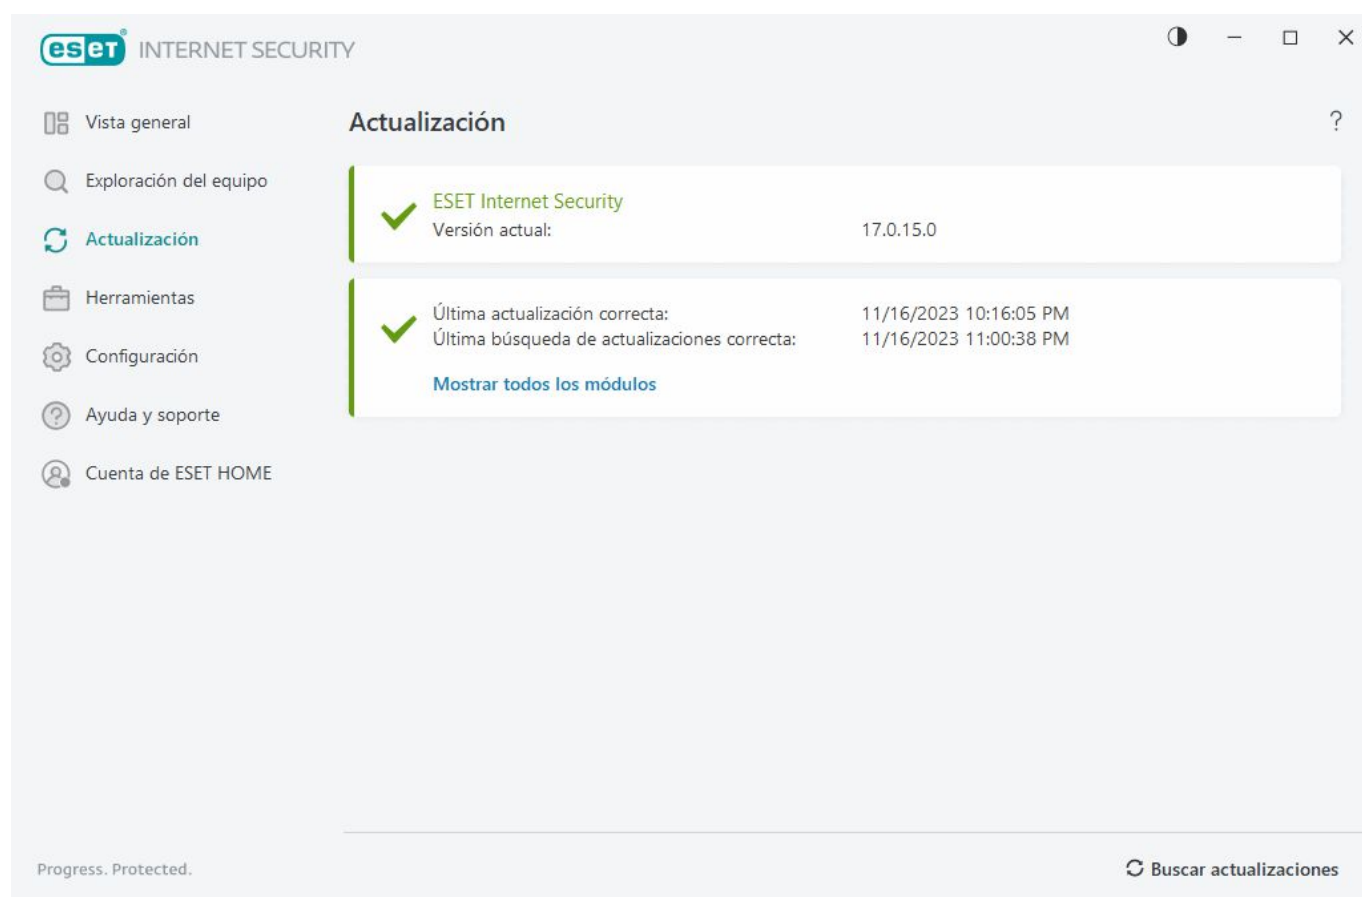 eset INTERNET SECURITY
Vista general
Exploración del equipo
Actualización
Herramientas
Configuración
Ayuda y soporte
Cuenta de ESET HOME
Actualización
?
ESET Internet Security
Versión actual: 17.0.15.0
Última actualización correcta: 11/16/2023 10:16:05 PM
Última búsqueda de actualizaciones correcta: 11/16/2023 11:00:38 PM
Mostrar todos los módulos
Progress. Protected.
Buscar actualizaciones